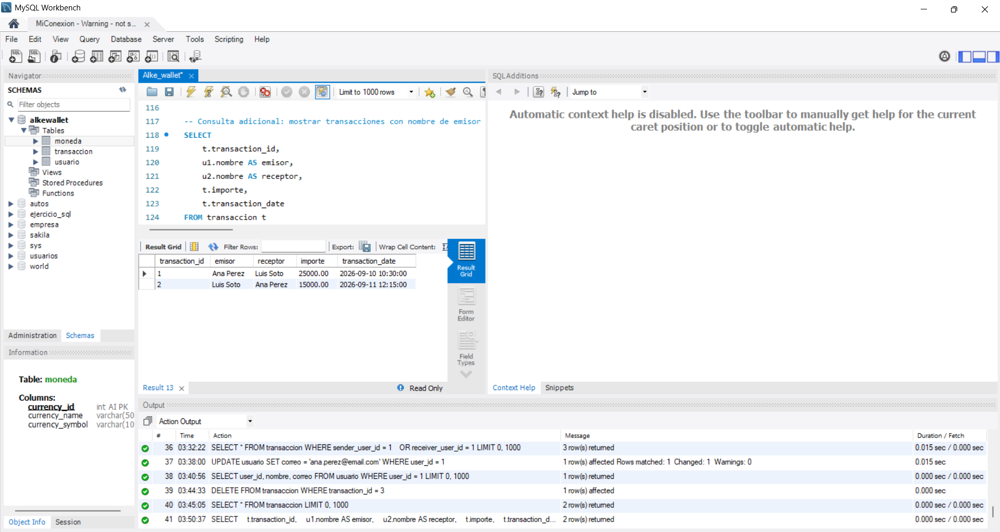 MySQL Workbench
MiConexion - Warning - not s...
File Edit View Query Database Server Tools Scripting Help
Navigator
SCHEMAS
Filter objects
alkewallet
Tables
moneda
transaccion
usuario
Views
Stored Procedures
Functions
autos
ejercicio_sql
empresa
sakila
sys
usuarios
world
Administration Schemas
Information
Table: moneda
Columns:
currency_id int AI PK
currency_name varchar(50
currency_symbol varchar(10
Object Info Session
Alke_wallet*
Limit to 1000 rows
116
117 -- Consulta adicional: mostrar transacciones con nombre de emisor
118 SELECT
119 t.transaction_id,
120 u1.nombre AS emisor,
121 u2.nombre AS receptor,
122 t.importe,
123 t.transaction_date
124 FROM transaccion t
Result Grid Filter Rows: Export: Wrap Cell Content:
transaction_id emisor receptor importe transaction_date
1 Ana Perez Luis Soto 25000.00 2026-09-10 10:30:00
2 Luis Soto Ana Perez 15000.00 2026-09-11 12:15:00
Result
Grid
Form
Editor
Field
Types
Result 13 Read Only
SQLAdditions
Jump to
Automatic context help is disabled. Use the toolbar to manually get help for the current
caret position or to toggle automatic help.
Context Help Snippets
Output
Action Output
# Time Action Message Duration / Fetch
36 03:32:22 SELECT * FROM transaccion WHERE sender_user_id = 1 OR receiver_user_id = 1 LIMIT 0, 1000 3 row(s) returned 0.015 sec / 0.000 sec
37 03:38:00 UPDATE usuario SET correo = 'ana.perez@email.com' WHERE user_id = 1 1 row(s) affected Rows matched: 1 Changed: 1 Warnings: 0 0.015 sec
38 03:40:56 SELECT user_id, nombre, correo FROM usuario WHERE user_id = 1 LIMIT 0, 1000 1 row(s) returned 0.000 sec / 0.000 sec
39 03:44:33 DELETE FROM transaccion WHERE transaction_id = 3 1 row(s) affected 0.000 sec
40 03:45:05 SELECT * FROM transaccion LIMIT 0, 1000 2 row(s) returned 0.000 sec / 0.000 sec
41 03:50:37 SELECT t.transaction_id, u1.nombre AS emisor, u2.nombre AS receptor, t.importe, t.transaction_d... 2 row(s) returned 0.000 sec / 0.000 sec